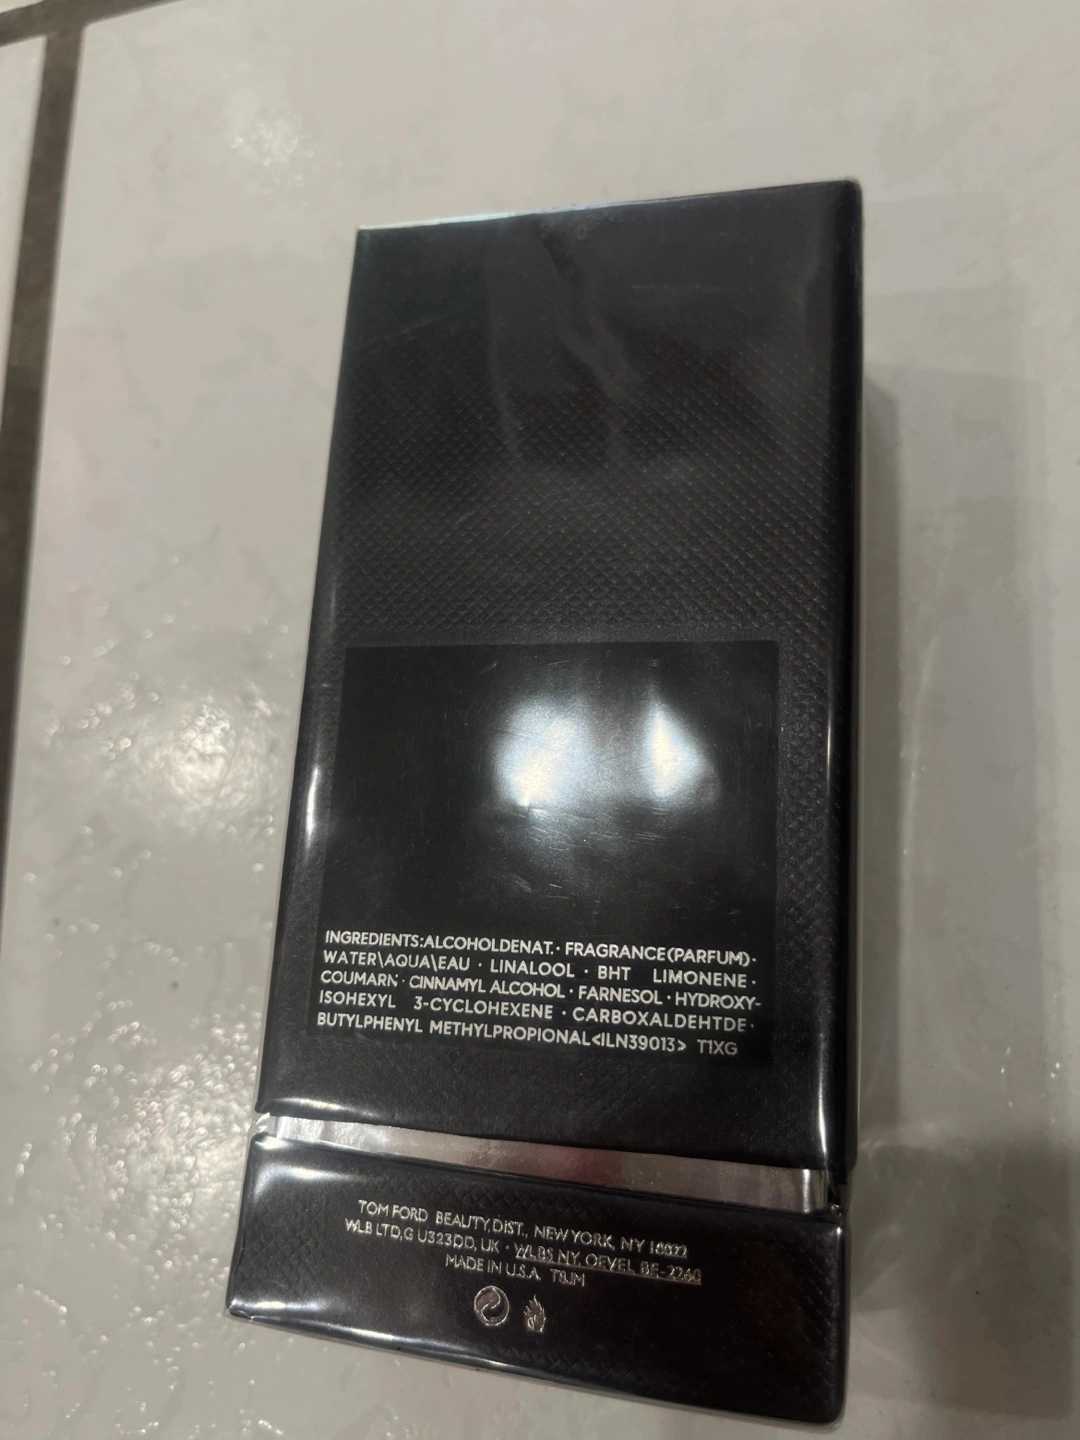 INGREDIENTS:ALCOHOLDENAT.· FRAGRANCE(PARFUM)·
WATER\AQUA\EAU · LINALOOL · BHT LIMONENE ·
COUMARN · CINNAMYL ALCOHOL · FARNESOL · HYDROXY-
ISOHEXYL 3-CYCLOHEXENE · CARBOXALDEHTDE ·
BUTYLPHENYL METHYLPROPIONAL<ILN39013> T1XG
TOM FORD BEAUTY,DIST., NEW YORK, NY 10022
WLB LTD,G U323DD, UK · WLBS NY, OEVEL BE-2260
MADE IN U.S.A. T8JM